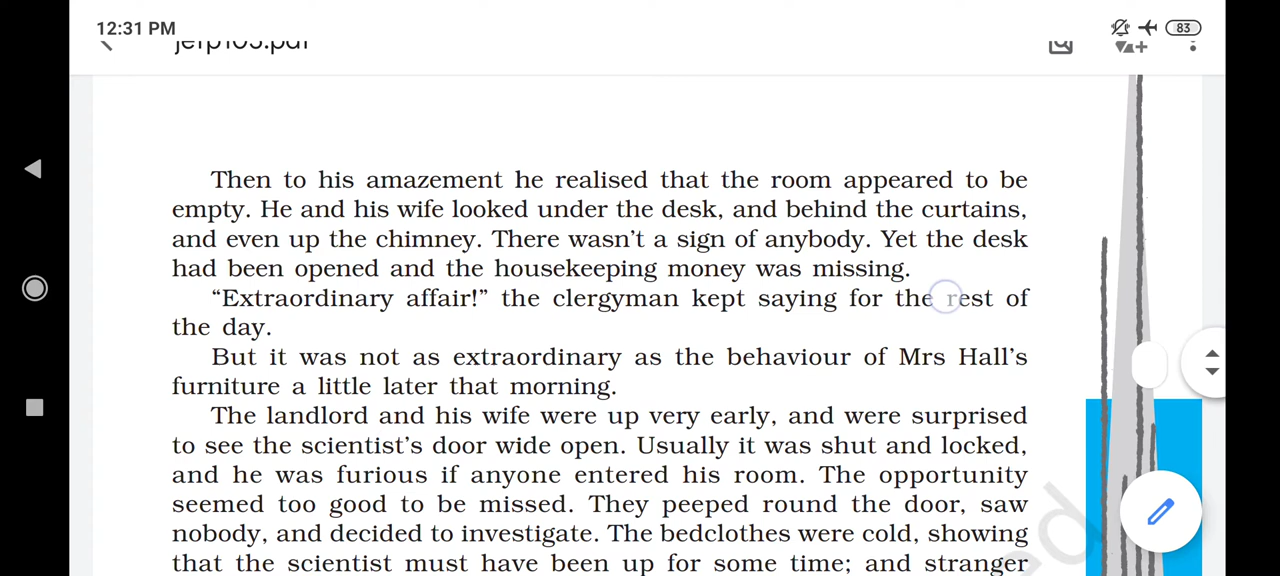 12:31 PM
83
jefp103.pdf
Then to his amazement he realised that the room appeared to be
empty. He and his wife looked under the desk, and behind the curtains,
and even up the chimney. There wasn't a sign of anybody. Yet the desk
had been opened and the housekeeping money was missing.
“Extraordinary affair!” the clergyman kept saying for the rest of
the day.
But it was not as extraordinary as the behaviour of Mrs Hall's
furniture a little later that morning.
The landlord and his wife were up very early, and were surprised
to see the scientist's door wide open. Usually it was shut and locked,
and he was furious if anyone entered his room. The opportunity
seemed too good to be missed. They peeped round the door, saw
nobody, and decided to investigate. The bedclothes were cold, showing
that the scientist must have been up for some time; and stranger